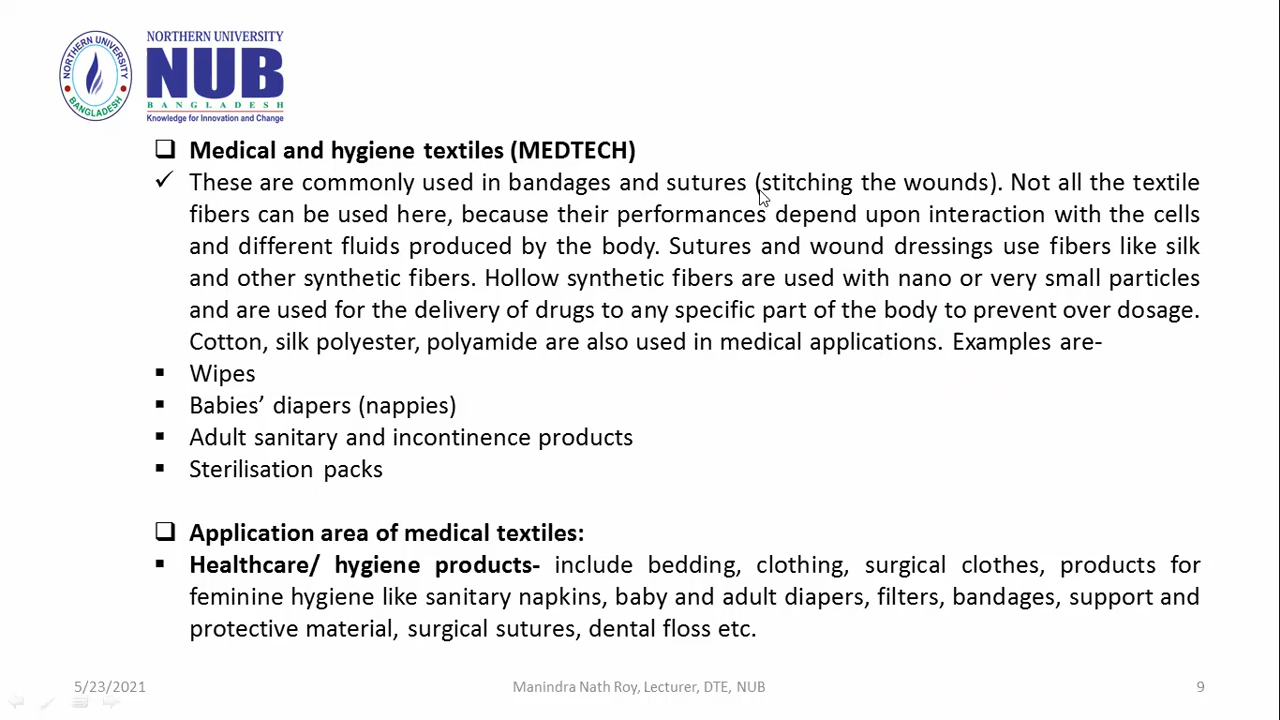 NORTHERN UNIVERSITY
BANGLADESH
NORTHERN UNIVERSITY
NUB
BANGLADESH
Knowledge for Innovation and Change
Medical and hygiene textiles (MEDTECH)
These are commonly used in bandages and sutures (stitching the wounds). Not all the textile
fibers can be used here, because their performances depend upon interaction with the cells
and different fluids produced by the body. Sutures and wound dressings use fibers like silk
and other synthetic fibers. Hollow synthetic fibers are used with nano or very small particles
and are used for the delivery of drugs to any specific part of the body to prevent over dosage.
Cotton, silk polyester, polyamide are also used in medical applications. Examples are-
Wipes
Babies’ diapers (nappies)
Adult sanitary and incontinence products
Sterilisation packs
Application area of medical textiles:
Healthcare/ hygiene products- include bedding, clothing, surgical clothes, products for
feminine hygiene like sanitary napkins, baby and adult diapers, filters, bandages, support and
protective material, surgical sutures, dental floss etc.
5/23/2021
Manindra Nath Roy, Lecturer, DTE, NUB
9